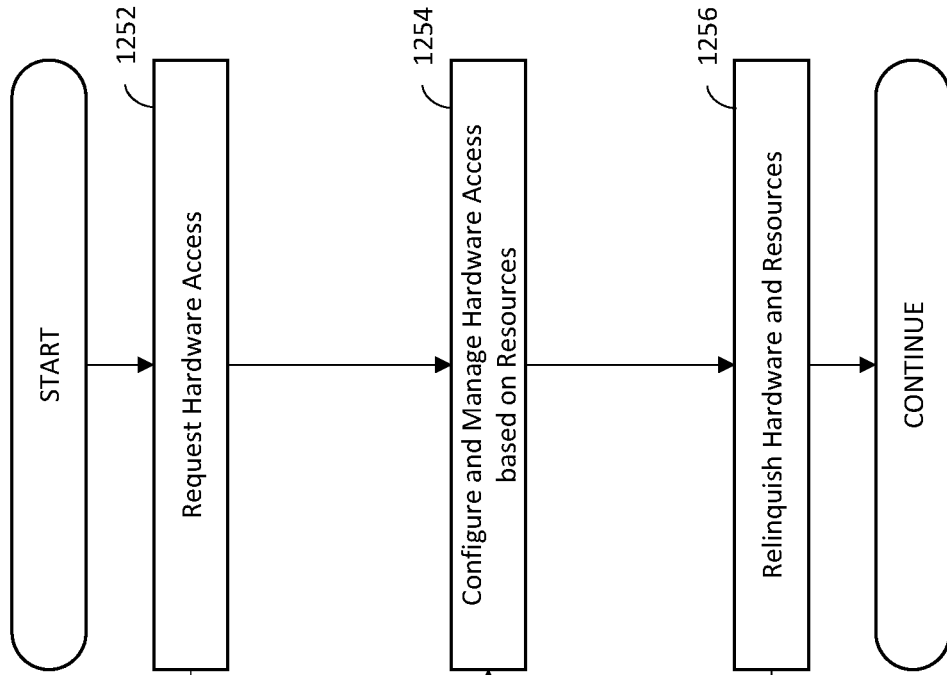 START
1252
Request Hardware Access
1254
Configure and Manage Hardware Access
based on Resources
1256
Relinquish Hardware and Resources
CONTINUE